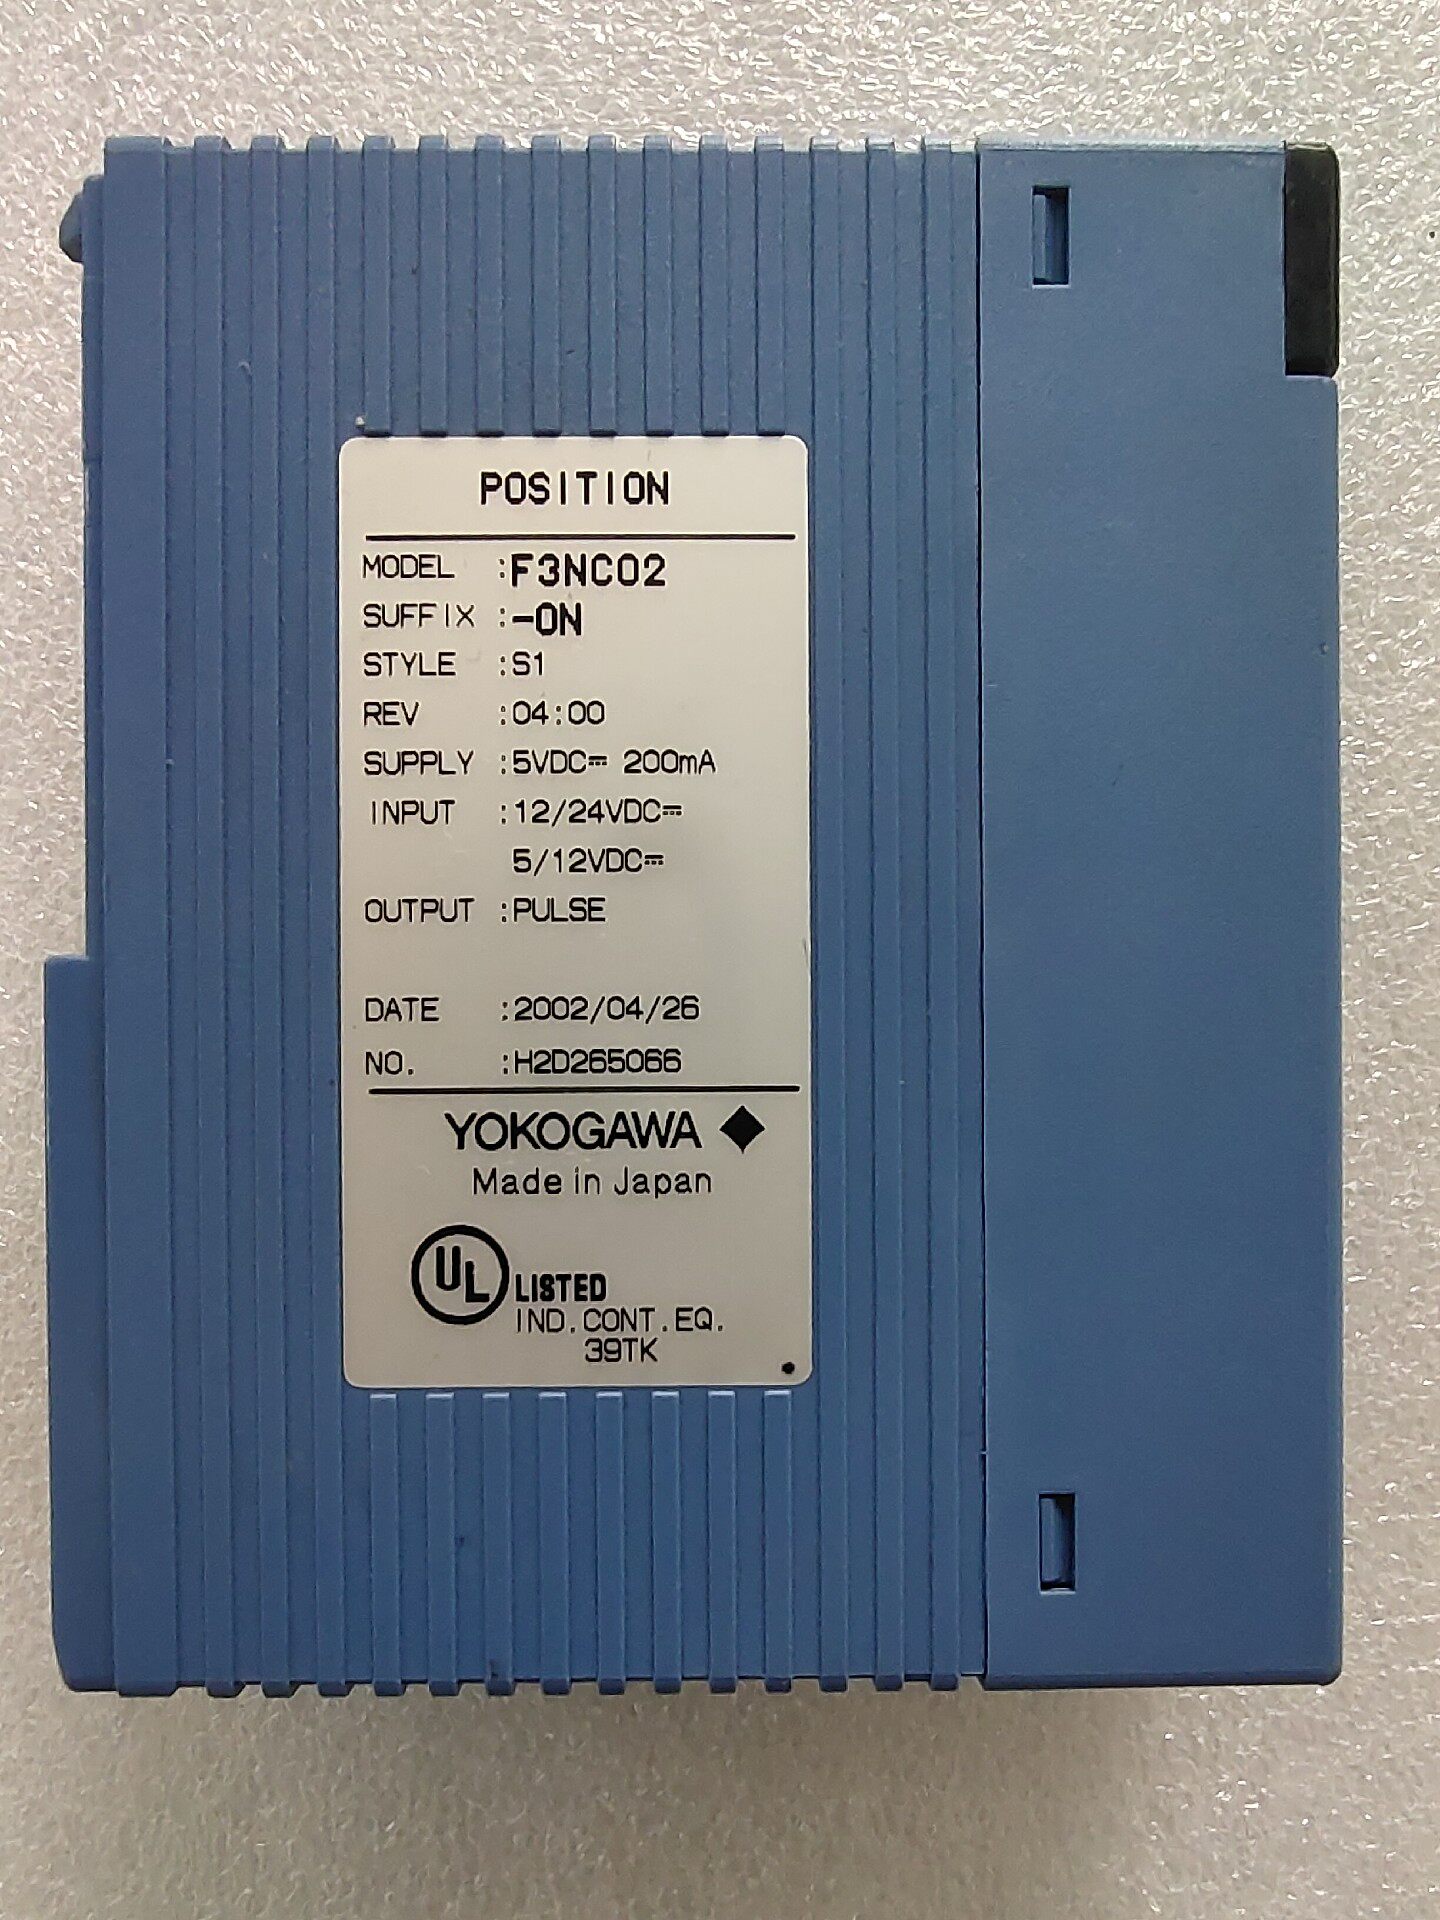 POSITION
MODEL :F3NC02
SUFFIX :-0N
STYLE :S1
REV :04:00
SUPPLY :5VDC⎓ 200mA
INPUT :12/24VDC⎓
5/12VDC⎓
OUTPUT :PULSE
DATE :2002/04/26
NO. :H2D265066
YOKOGAWA ◆
Made in Japan
UL LISTED
IND.CONT.EQ.
39TK